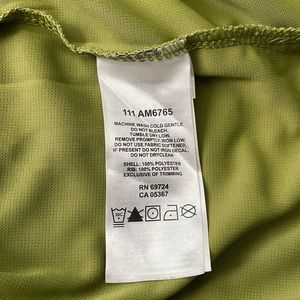 111 AM6765
MACHINE WASH COLD GENTLE.
DO NOT BLEACH.
TUMBLE DRY LOW.
REMOVE PROMPTLY, IRON LOW.
DO NOT USE FABRIC SOFTENER.
IF PRESENT DO NOT IRON DECAL.
DO NOT DRYCLEAN
SHELL: 100% POLYESTER
RIB: 100% POLYESTER
EXCLUSIVE OF TRIMMING
RN 69724
CA 05367
30C